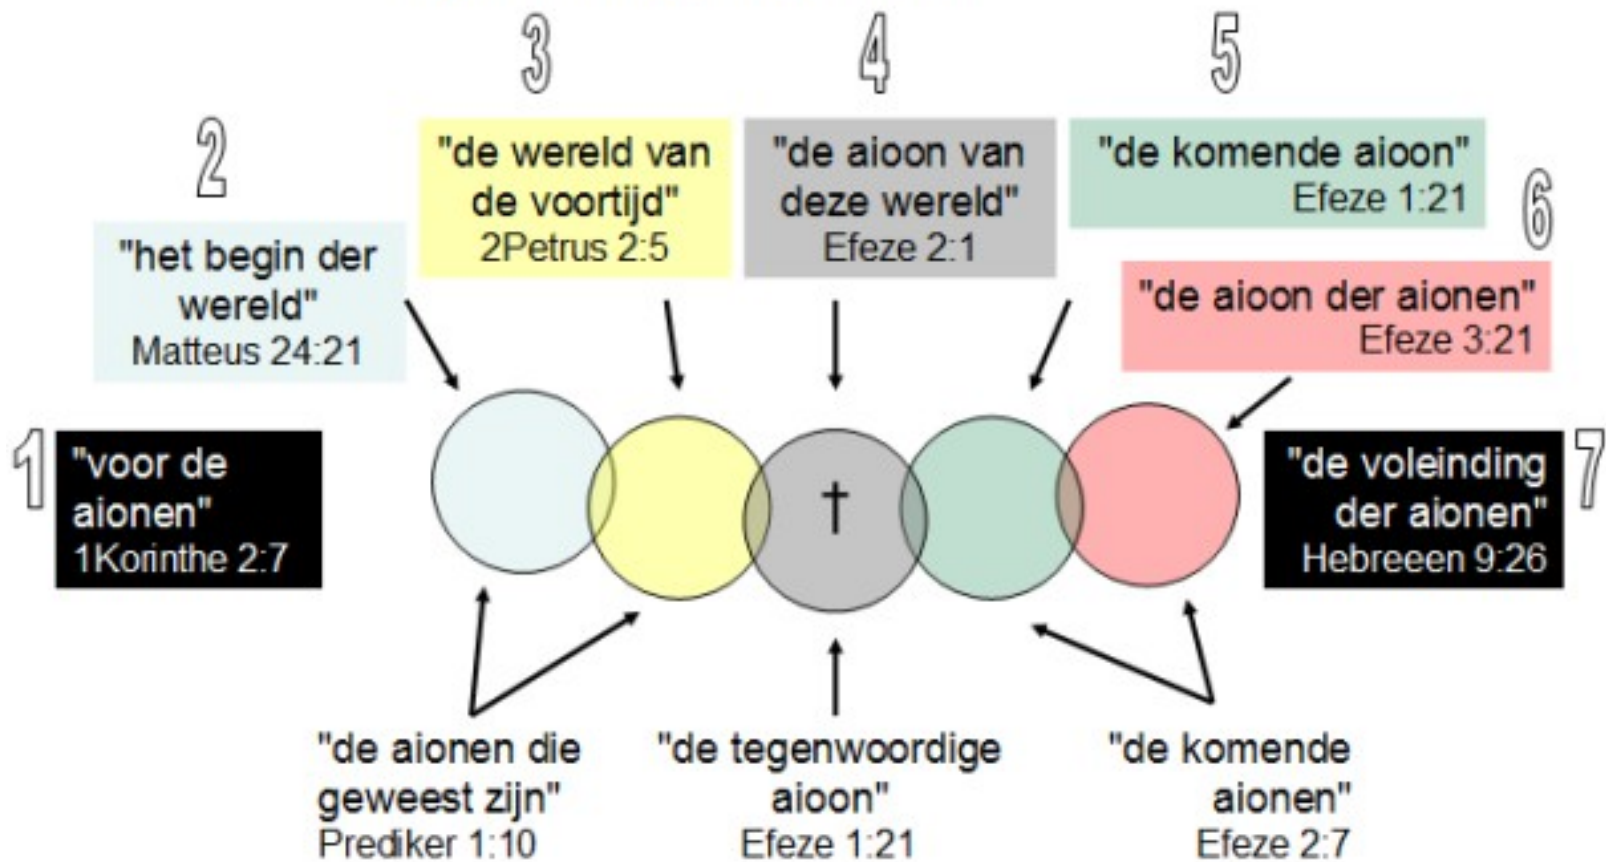 1
"voor de
aionen"
1Korinthe 2:7
2
"het begin der
wereld"
Matteus 24:21
3
"de wereld van
de voortijd"
2Petrus 2:5
4
"de aioon van
deze wereld"
Efeze 2:1
5
"de komende aioon"
Efeze 1:21
6
"de aioon der aionen"
Efeze 3:21
7
"de voleinding
der aionen"
Hebreeen 9:26
†
"de aionen die
geweest zijn"
Prediker 1:10
"de tegenwoordige
aioon"
Efeze 1:21
"de komende
aionen"
Efeze 2:7